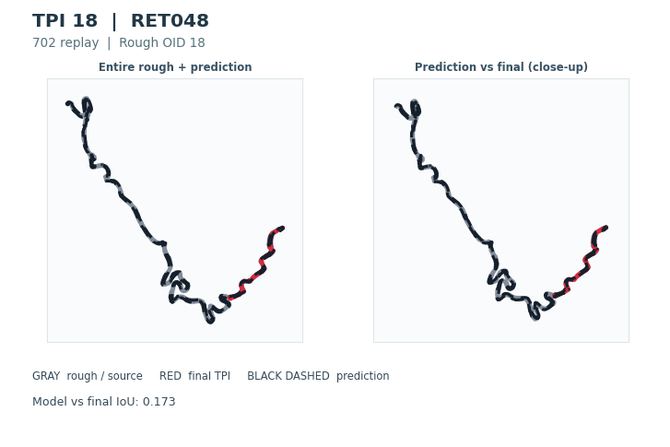 TPI 18 | RET048
702 replay | Rough OID 18
Entire rough + prediction
Prediction vs final (close-up)
GRAY rough / source RED final TPI BLACK DASHED prediction
Model vs final IoU: 0.173